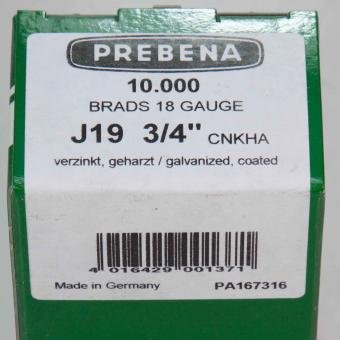 PREBENA
10.000
BRADS 18 GAUGE
J19 3/4" CNKHA
verzinkt, geharzt / galvanized, coated
4 016429 001371
Made in Germany PA167316